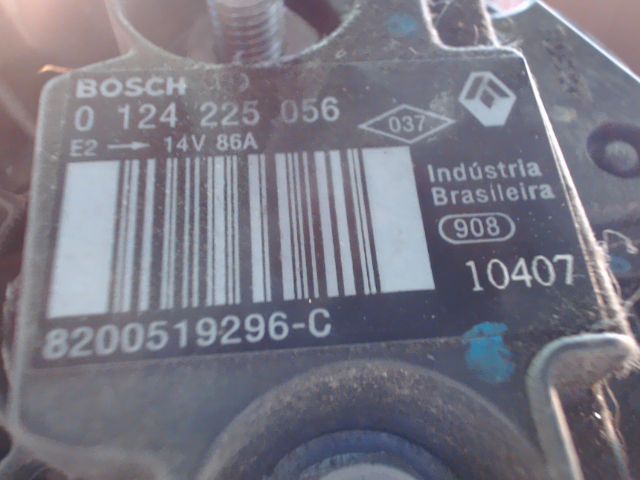 BOSCH
0 124 225 056
037
E2 → 14V 86A
Indústria
Brasileira
908
10407
8200519296-C